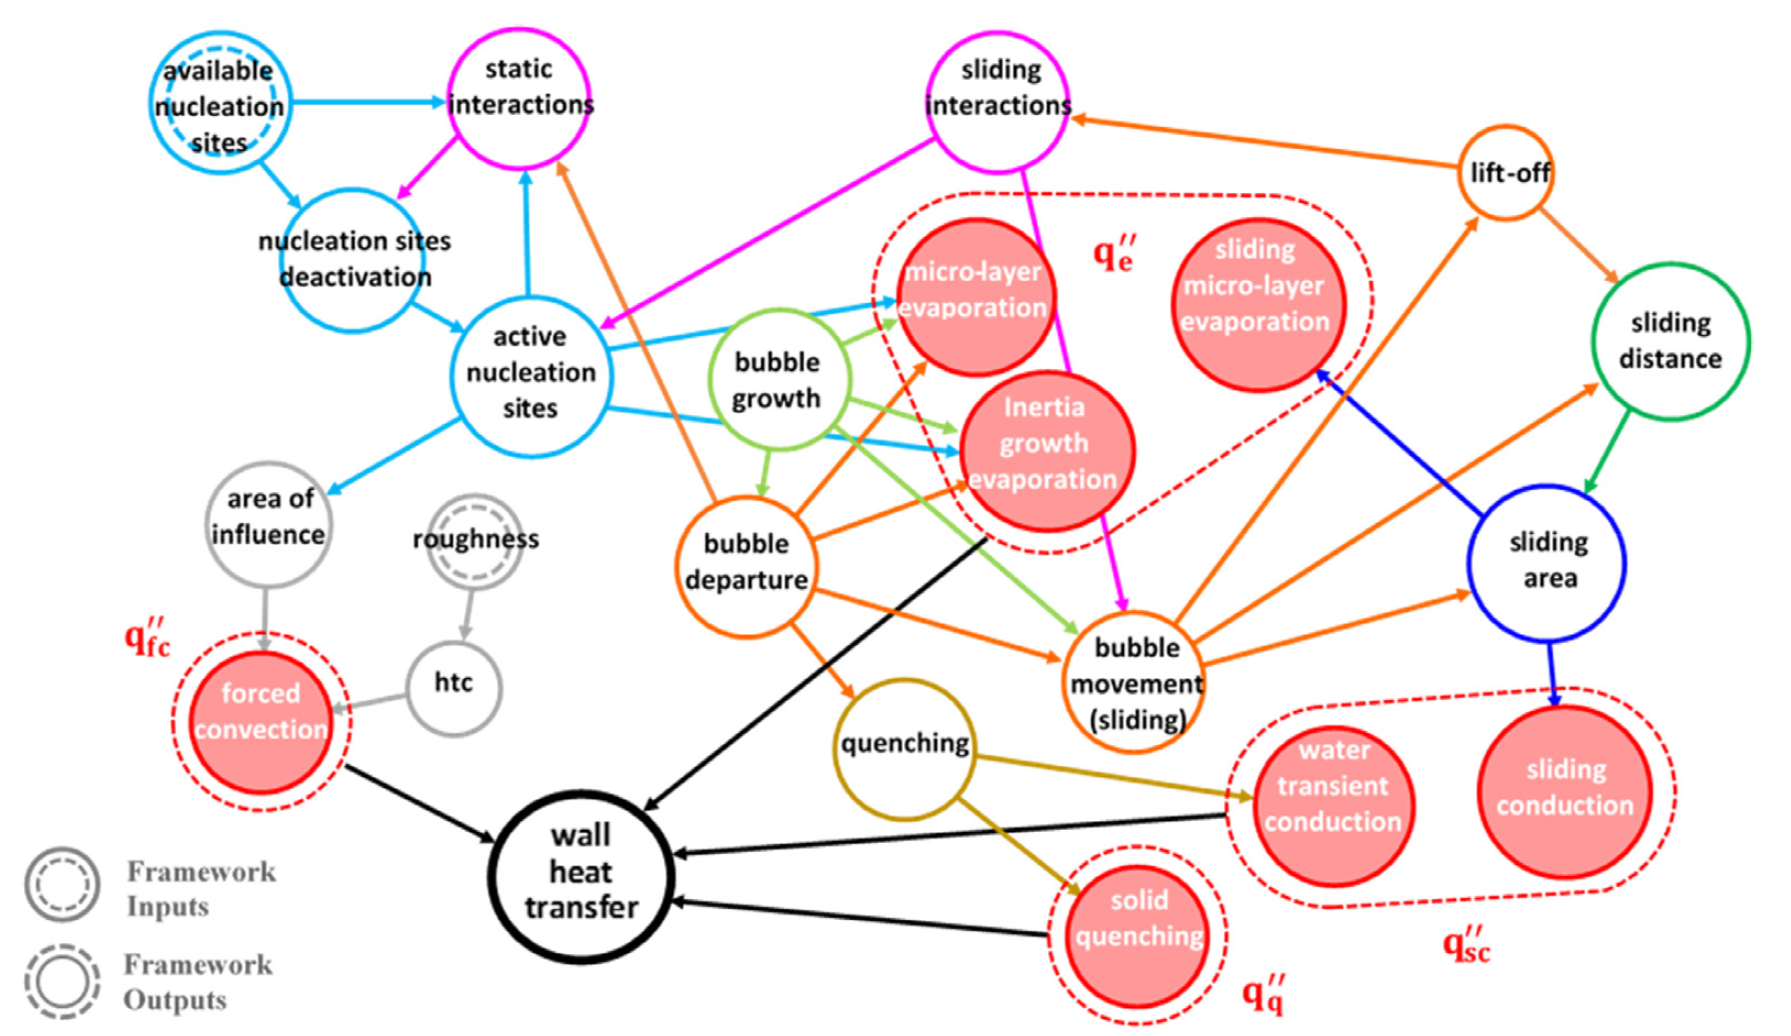 available
nucleation
sites
static
interactions
sliding
interactions
lift-off
nucleation sites
deactivation
micro-layer
evaporation
q″e
sliding
micro-layer
evaporation
sliding
distance
active
nucleation
sites
bubble
growth
Inertia
growth
evaporation
area of
influence
roughness
bubble
departure
sliding
area
q″fc
forced
convection
htc
bubble
movement
(sliding)
quenching
water
transient
conduction
sliding
conduction
wall
heat
transfer
solid
quenching
q″sc
q″q
Framework
Inputs
Framework
Outputs